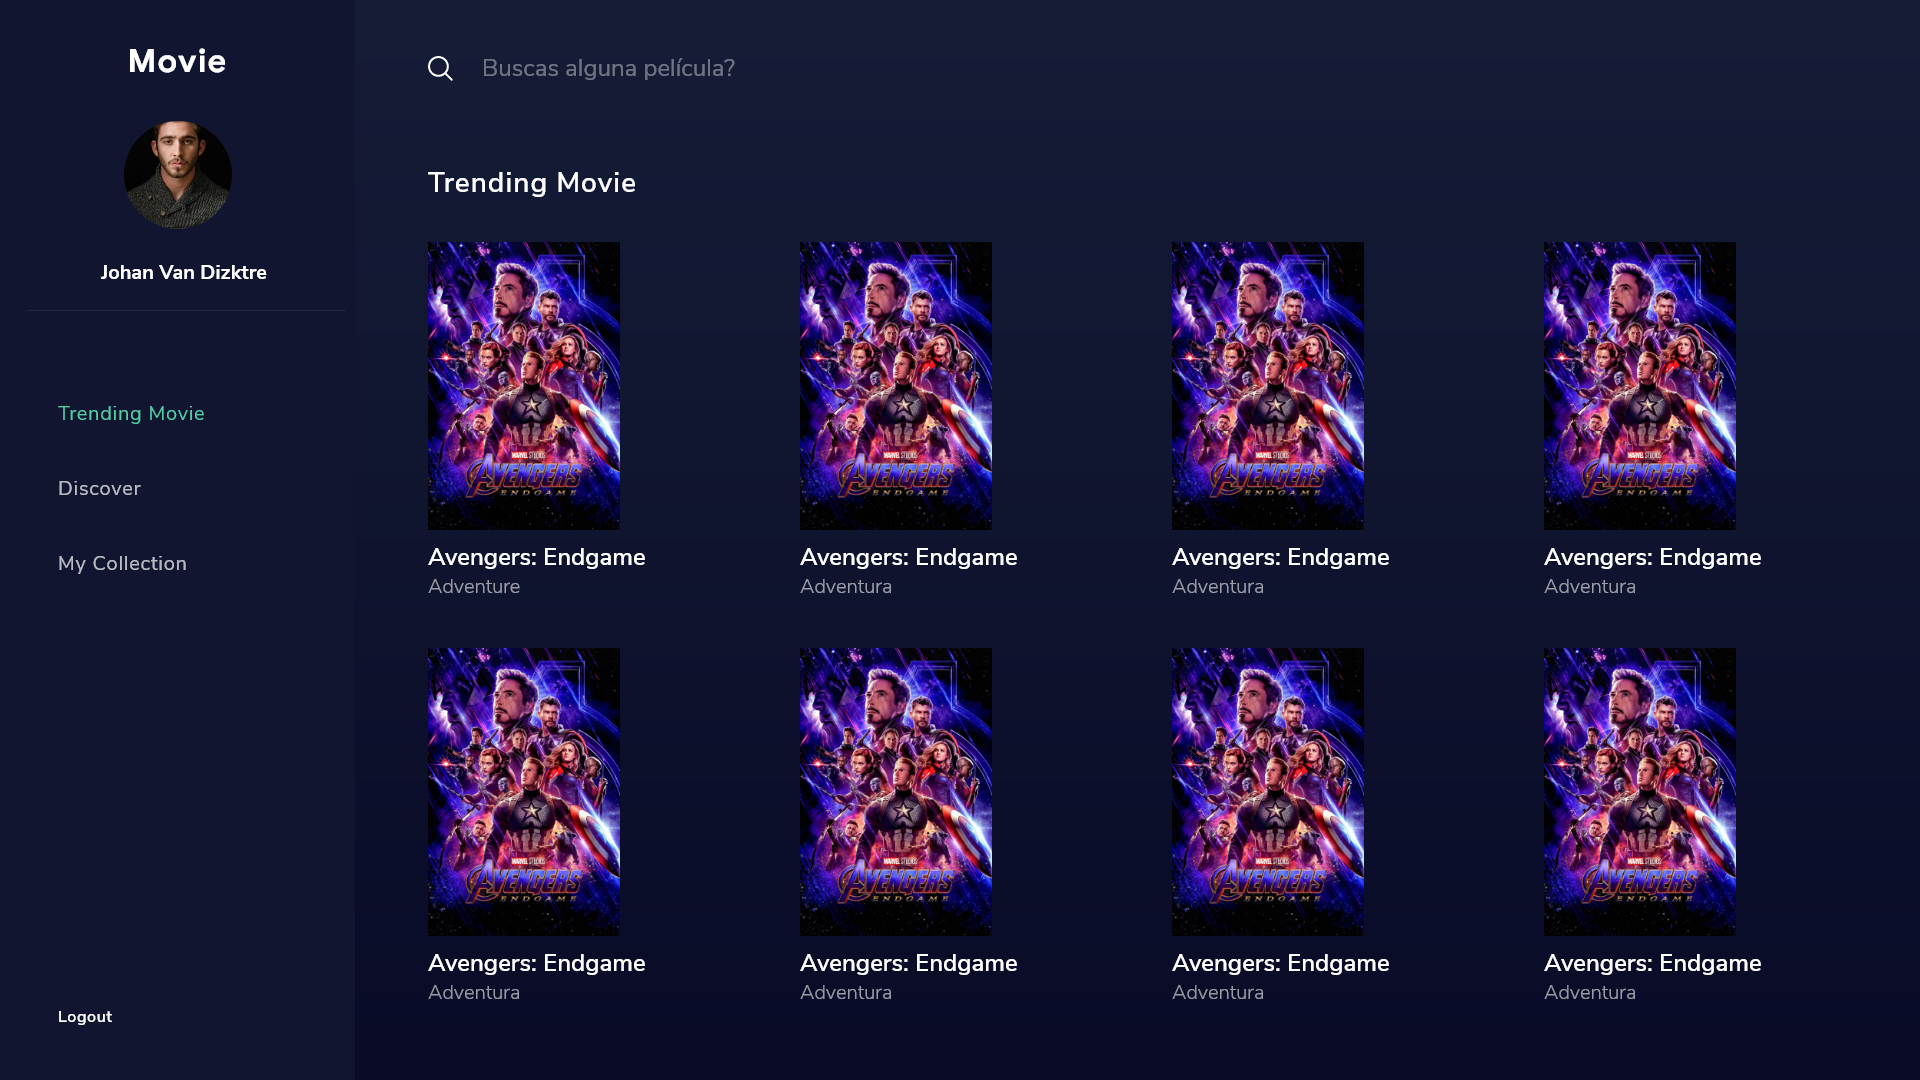 Movie
Johan Van Dizktre
Trending Movie
Discover
My Collection
Logout
Buscas alguna película?
Trending Movie
MARVEL STUDIOS
AVENGERS
ENDGAME
Avengers: Endgame
Adventure
MARVEL STUDIOS
AVENGERS
ENDGAME
Avengers: Endgame
Adventura
MARVEL STUDIOS
AVENGERS
ENDGAME
Avengers: Endgame
Adventura
MARVEL STUDIOS
AVENGERS
ENDGAME
Avengers: Endgame
Adventura
MARVEL STUDIOS
AVENGERS
ENDGAME
Avengers: Endgame
Adventura
MARVEL STUDIOS
AVENGERS
ENDGAME
Avengers: Endgame
Adventura
MARVEL STUDIOS
AVENGERS
ENDGAME
Avengers: Endgame
Adventura
MARVEL STUDIOS
AVENGERS
ENDGAME
Avengers: Endgame
Adventura